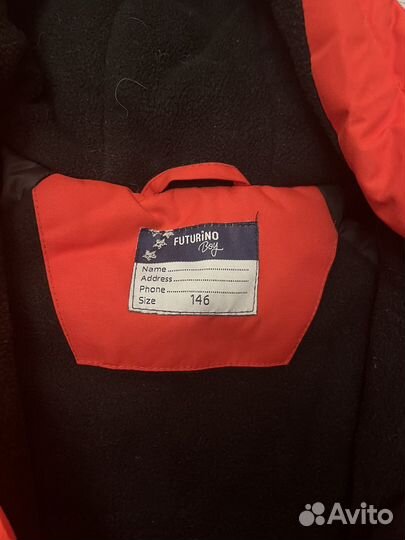 FUTURiNO
Boy
Name
Address
Phone
Size 146
Avito